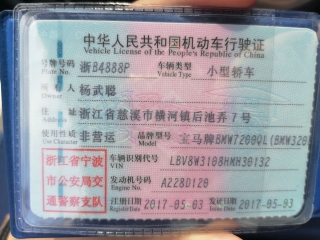 中华人民共和国机动车行驶证
Vehicle License of the People's Republic of China
号牌号码 浙B4888P 车辆类型 小型轿车
Plate No. Vehicle Type
所有人 杨武聪
住址 浙江省慈溪市横河镇后池弄7号
使用性质 非营运 品牌型号 宝马牌BMW7200QL(BMW320
Use Character
浙江省宁波
市公安局交
通警察支队
车辆识别代号 LBV8W3108HMH30132
VIN
发动机号码 A228D120
Engine No.
注册日期 2017-05-03 发证日期 2017-05-03
Register Date Issue Date